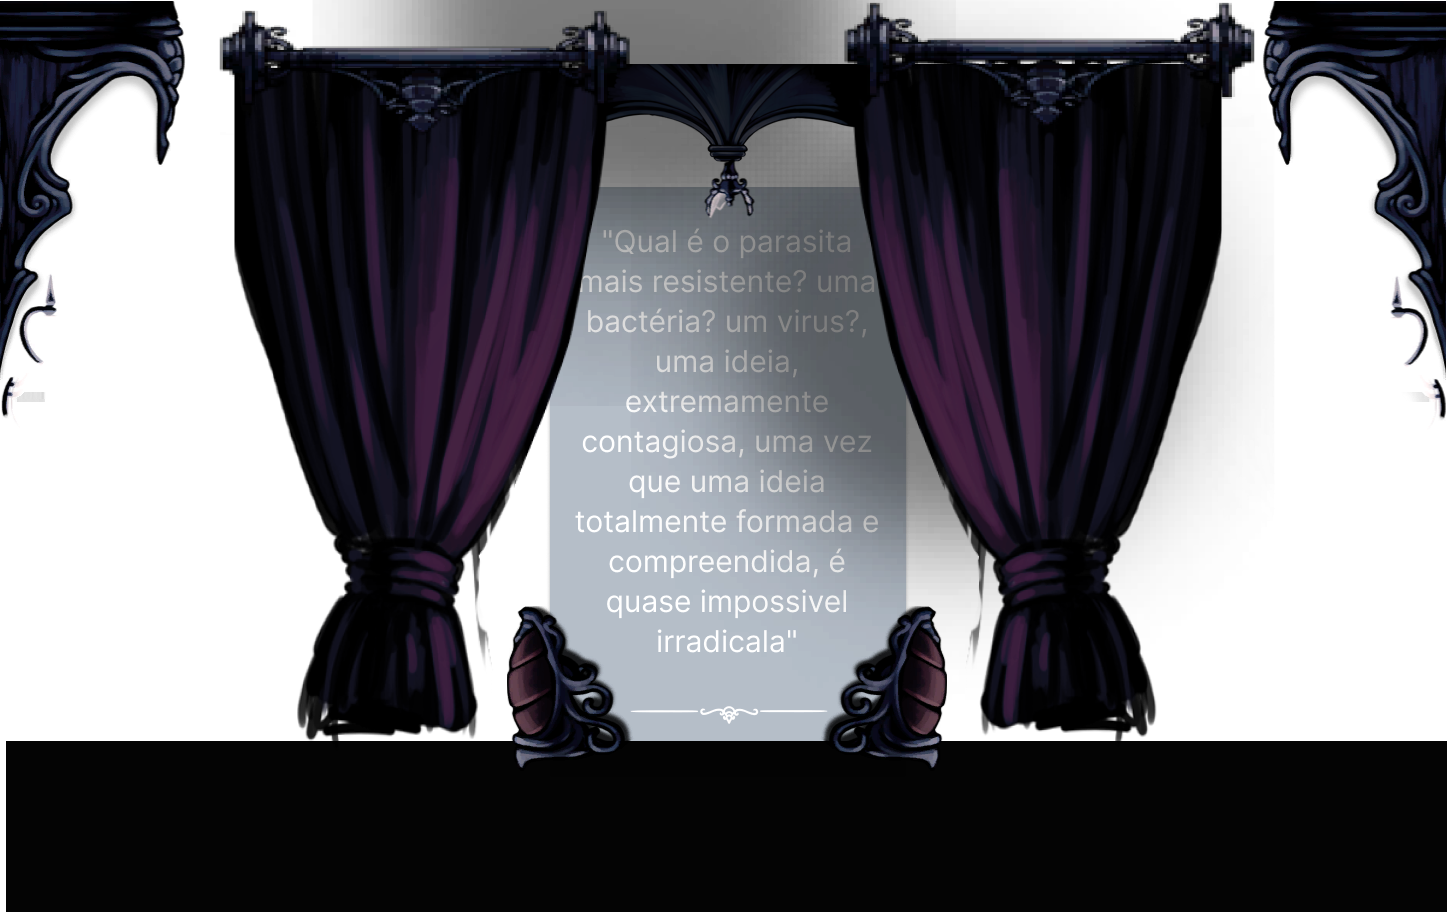 "Qual é o parasita
mais resistente? uma
bactéria? um virus?,
uma ideia,
extremamente
contagiosa, uma vez
que uma ideia
totalmente formada e
compreendida, é
quase impossivel
irradicala"